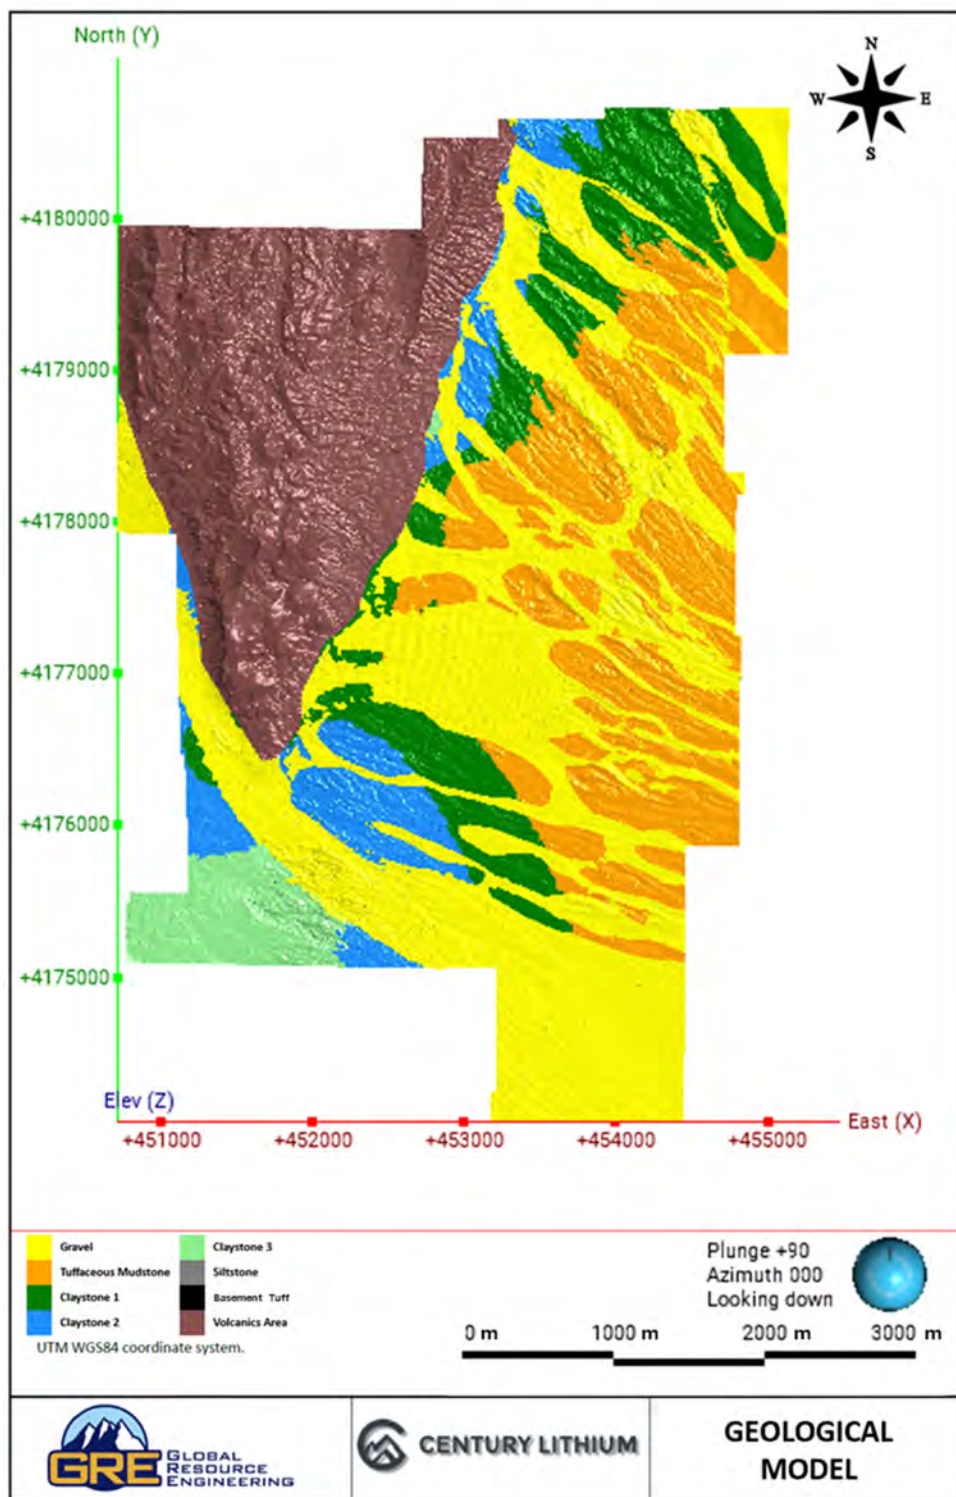 North (Y)
N
W E
S
+4180000
+4179000
+4178000
+4177000
+4176000
+4175000
Elev (Z)
East (X)
+451000 +452000 +453000 +454000 +455000
Gravel
Tuffaceous Mudstone
Claystone 1
Claystone 2
Claystone 3
Siltstone
Basement Tuff
Volcanics Area
UTM WGS84 coordinate system.
Plunge +90
Azimuth 000
Looking down
0 m 1000 m 2000 m 3000 m
GRE GLOBAL
RESOURCE
ENGINEERING
CENTURY LITHIUM
GEOLOGICAL
MODEL